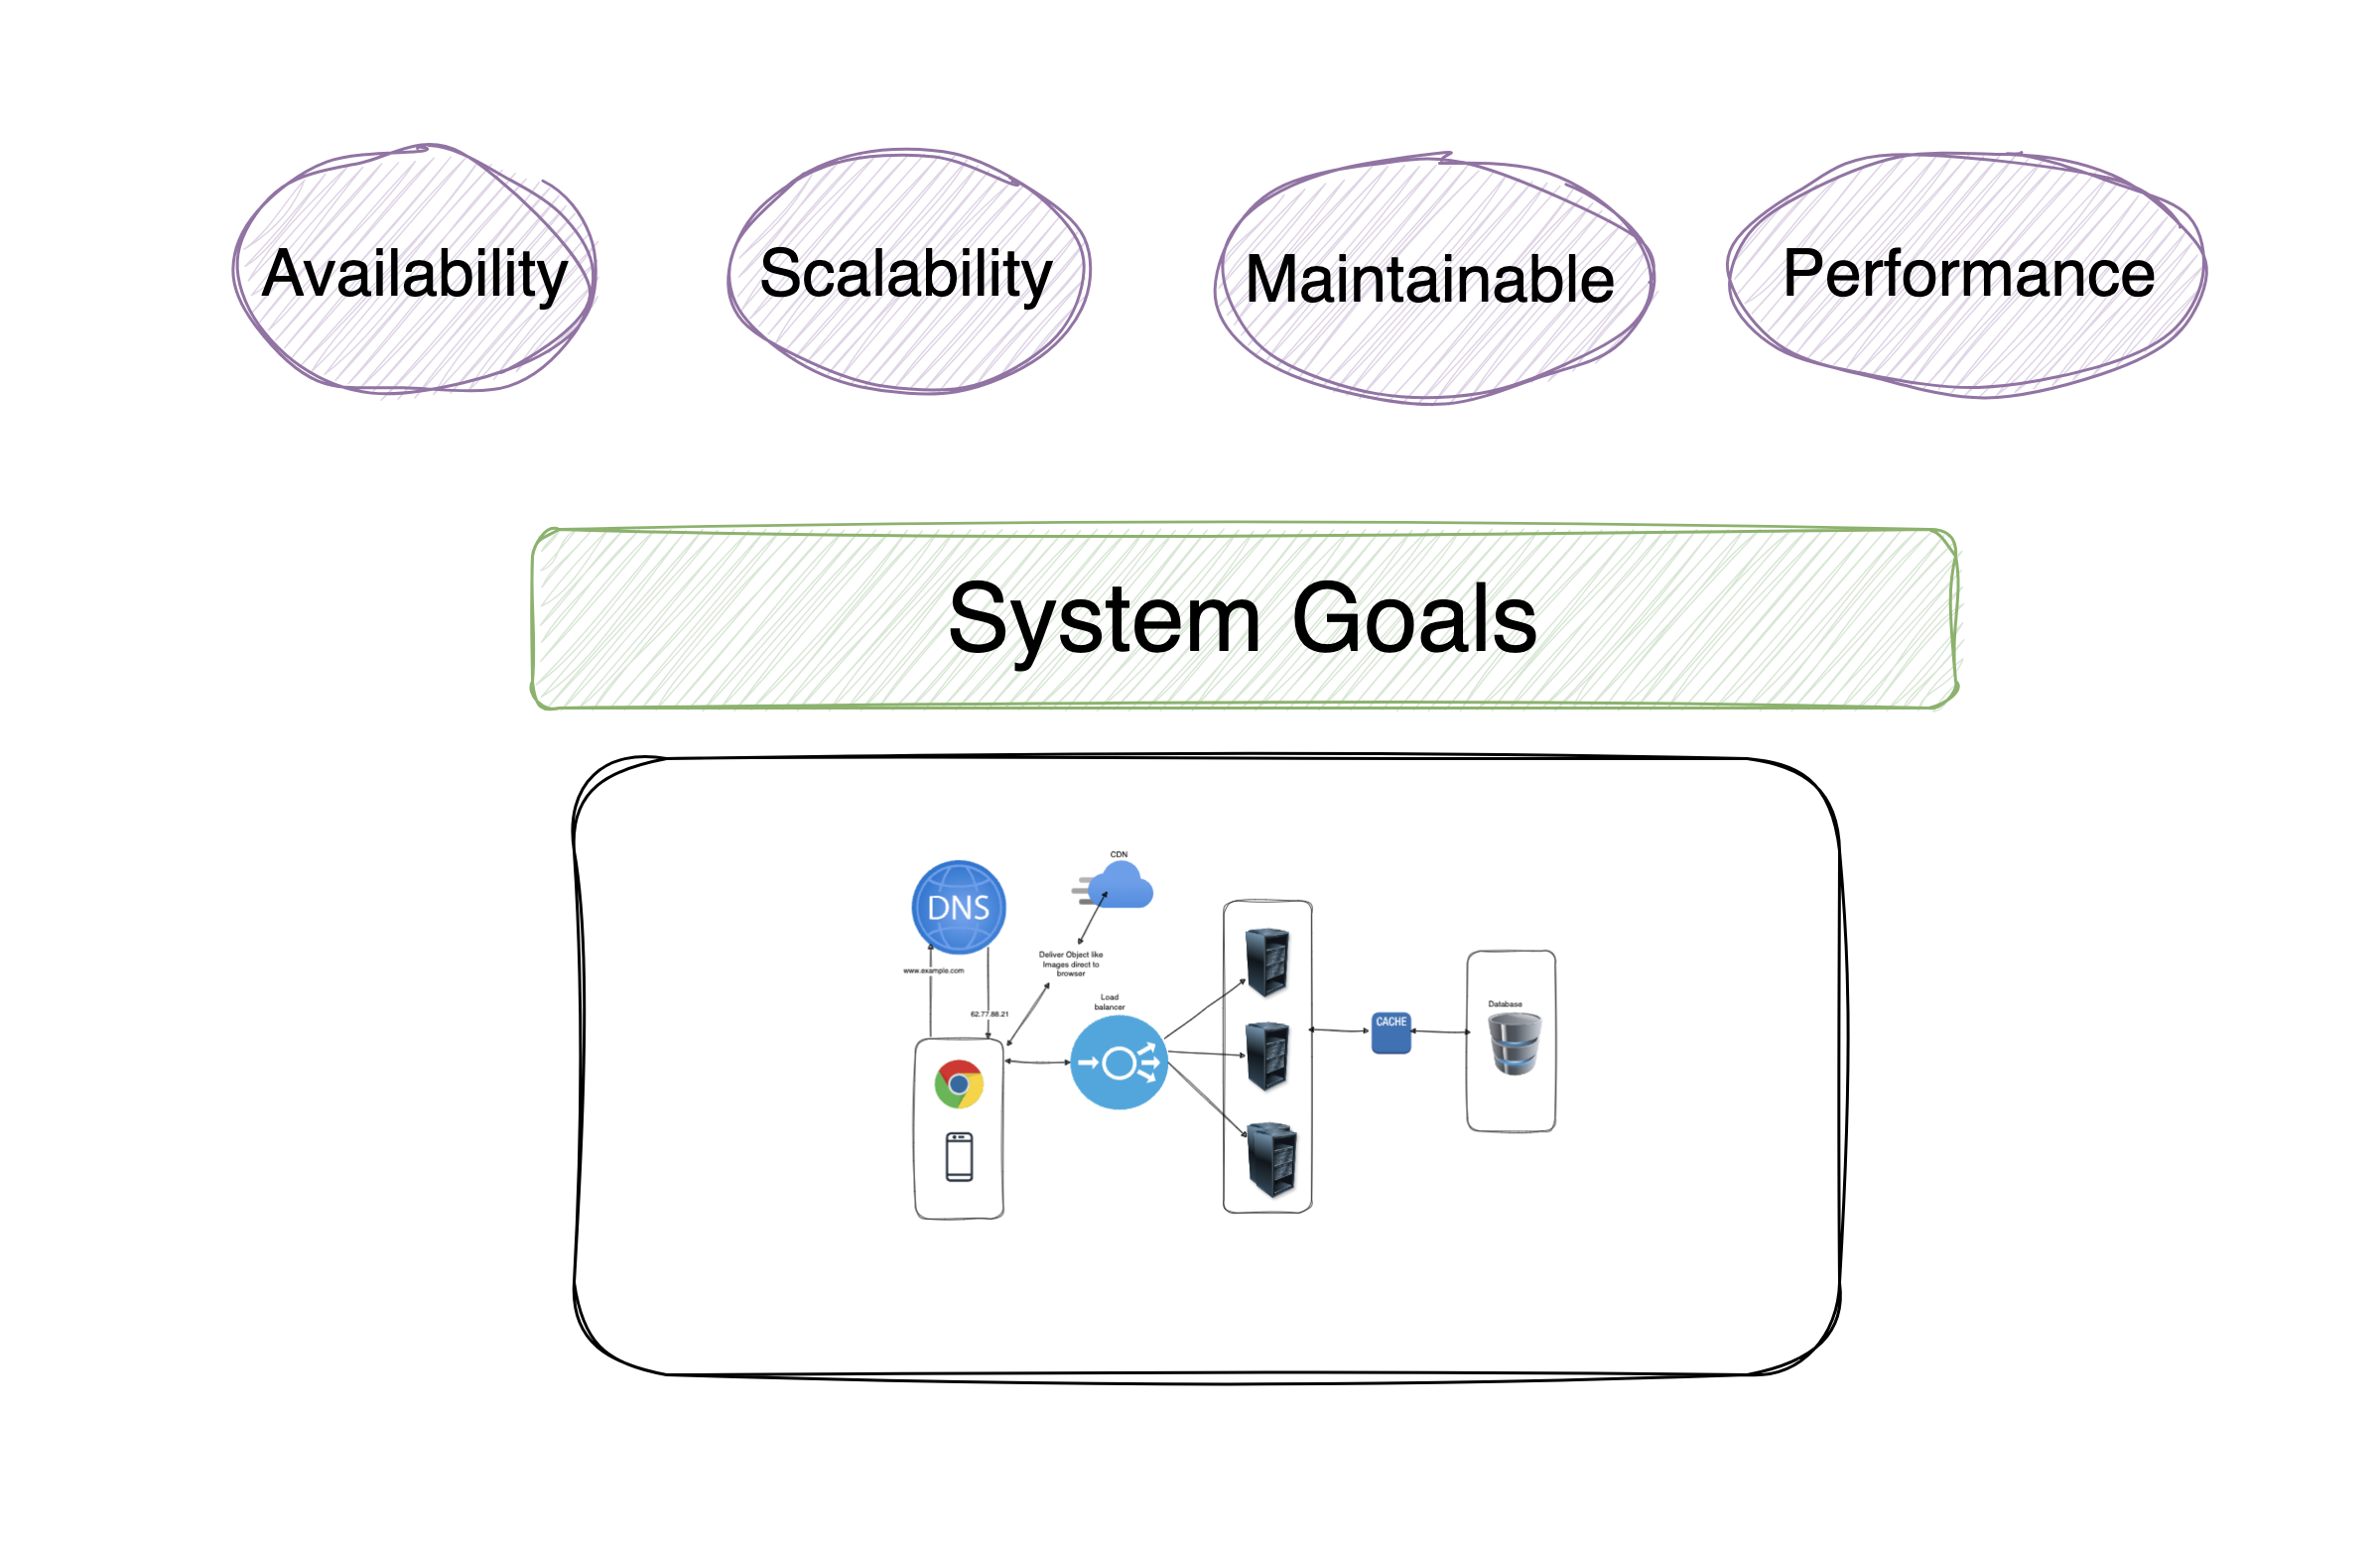 Availability
Scalability
Maintainable
Performance
System Goals
CDN
DNS
Deliver Object like
Images direct to
browser
www.example.com
Load
balancer
62.77.88.21
CACHE
Database